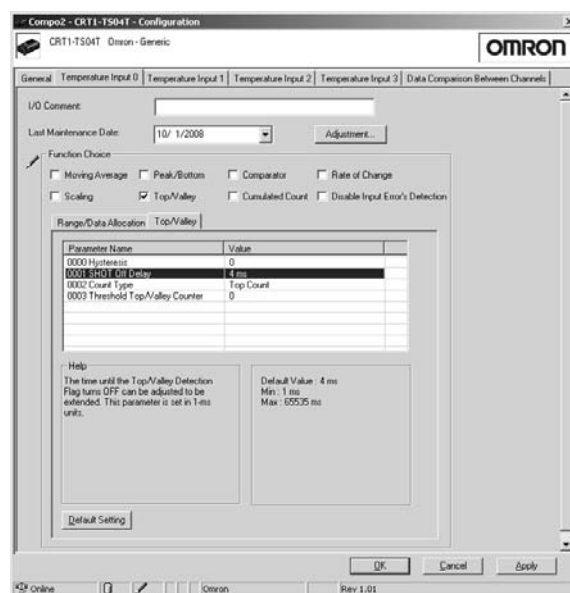 Compo2 - CRT1-TS04T - Configuration
CRT1-TS04T Omron - Generic
OMRON
General Temperature Input 0 Temperature Input 1 Temperature Input 2 Temperature Input 3 Data Comparison Between Channels
I/O Comment:
Last Maintenance Date: 10/ 1/2008 Adjustment...
Function Choice
Moving Average Peak/Bottom Comparator Rate of Change
Scaling Top/Valley Cumulated Count Disable Input Error's Detection
Range/Data Allocation Top/Valley
Parameter Name Value
0000 Hysteresis 0
0001 SHOT Off Delay 4 ms
0002 Count Type Top Count
0003 Threshold Top/Valley Counter 0
Help
The time until the Top/Valley Detection
Flag turns OFF can be adjusted to be
extended. This parameter is set in 1-ms
units.
Default Value : 4 ms
Min : 1 ms
Max : 65535 ms
Default Setting
OK Cancel Apply
Online Omron Rev 1.01